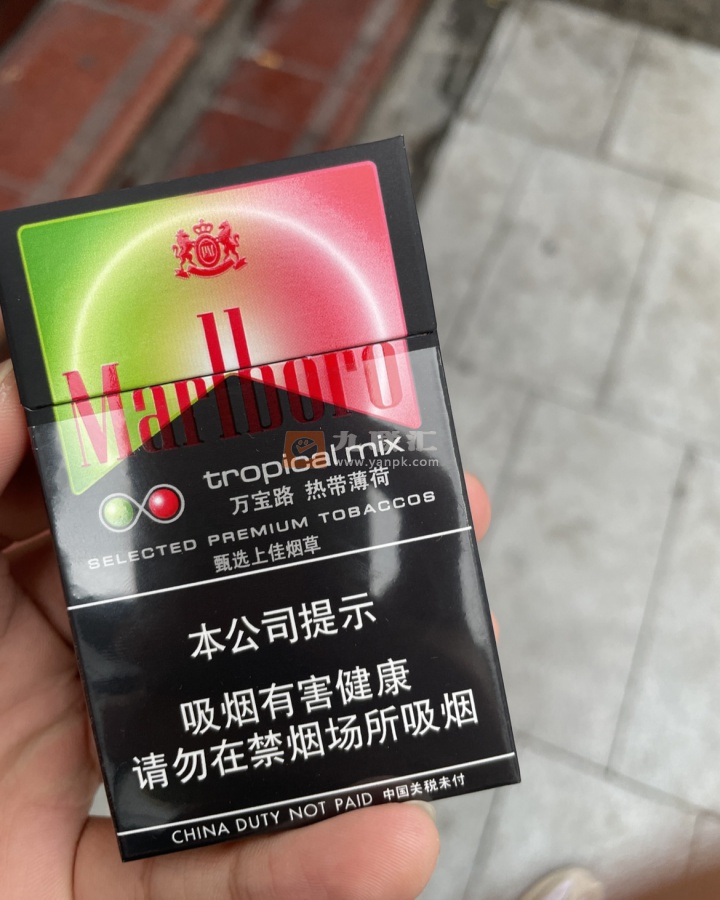 PM
Marlboro
tropical mix
万宝路 热带薄荷
SELECTED PREMIUM TOBACCOS
甄选上佳烟草
本公司提示
吸烟有害健康
请勿在禁烟场所吸烟
CHINA DUTY NOT PAID 中国关税未付
www.yanpk.com